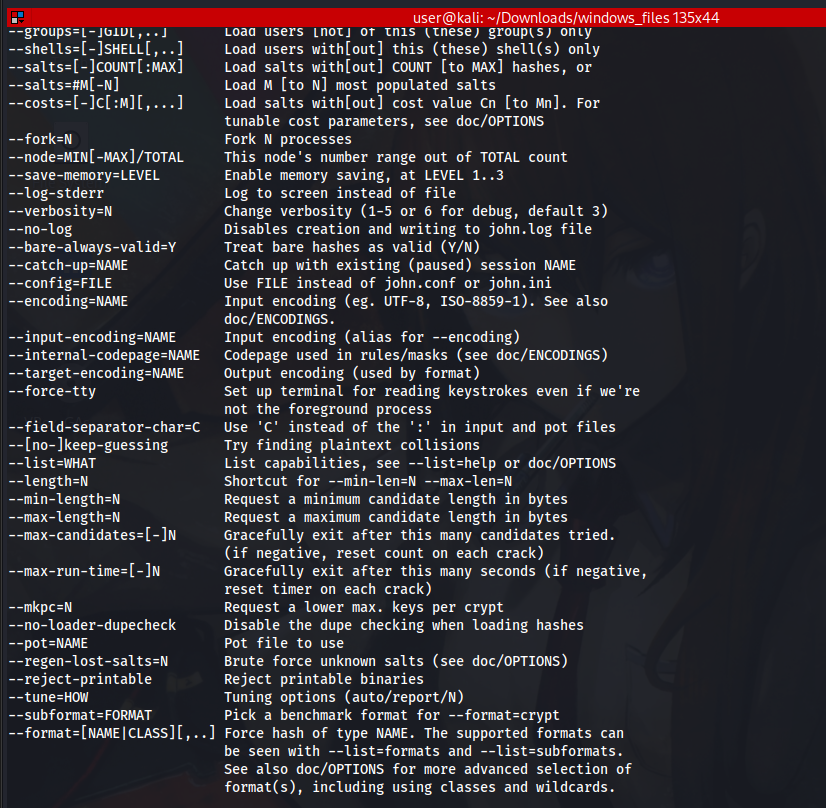 user@kali: ~/Downloads/windows_files 135x44
--groups=[-]GID[,..] Load users [not] of this (these) group(s) only
--shells=[-]SHELL[,..] Load users with[out] this (these) shell(s) only
--salts=[-]COUNT[:MAX] Load salts with[out] COUNT [to MAX] hashes, or
--salts=#M[-N] Load M [to N] most populated salts
--costs=[-]C[:M][,...] Load salts with[out] cost value Cn [to Mn]. For
tunable cost parameters, see doc/OPTIONS
--fork=N Fork N processes
--node=MIN[-MAX]/TOTAL This node's number range out of TOTAL count
--save-memory=LEVEL Enable memory saving, at LEVEL 1..3
--log-stderr Log to screen instead of file
--verbosity=N Change verbosity (1-5 or 6 for debug, default 3)
--no-log Disables creation and writing to john.log file
--bare-always-valid=Y Treat bare hashes as valid (Y/N)
--catch-up=NAME Catch up with existing (paused) session NAME
--config=FILE Use FILE instead of john.conf or john.ini
--encoding=NAME Input encoding (eg. UTF-8, ISO-8859-1). See also
doc/ENCODINGS.
--input-encoding=NAME Input encoding (alias for --encoding)
--internal-codepage=NAME Codepage used in rules/masks (see doc/ENCODINGS)
--target-encoding=NAME Output encoding (used by format)
--force-tty Set up terminal for reading keystrokes even if we're
not the foreground process
--field-separator-char=C Use 'C' instead of the ':' in input and pot files
--[no-]keep-guessing Try finding plaintext collisions
--list=WHAT List capabilities, see --list=help or doc/OPTIONS
--length=N Shortcut for --min-len=N --max-len=N
--min-length=N Request a minimum candidate length in bytes
--max-length=N Request a maximum candidate length in bytes
--max-candidates=[-]N Gracefully exit after this many candidates tried.
(if negative, reset count on each crack)
--max-run-time=[-]N Gracefully exit after this many seconds (if negative,
reset timer on each crack)
--mkpc=N Request a lower max. keys per crypt
--no-loader-dupecheck Disable the dupe checking when loading hashes
--pot=NAME Pot file to use
--regen-lost-salts=N Brute force unknown salts (see doc/OPTIONS)
--reject-printable Reject printable binaries
--tune=HOW Tuning options (auto/report/N)
--subformat=FORMAT Pick a benchmark format for --format=crypt
--format=[NAME|CLASS][,..] Force hash of type NAME. The supported formats can
be seen with --list=formats and --list=subformats.
See also doc/OPTIONS for more advanced selection of
format(s), including using classes and wildcards.